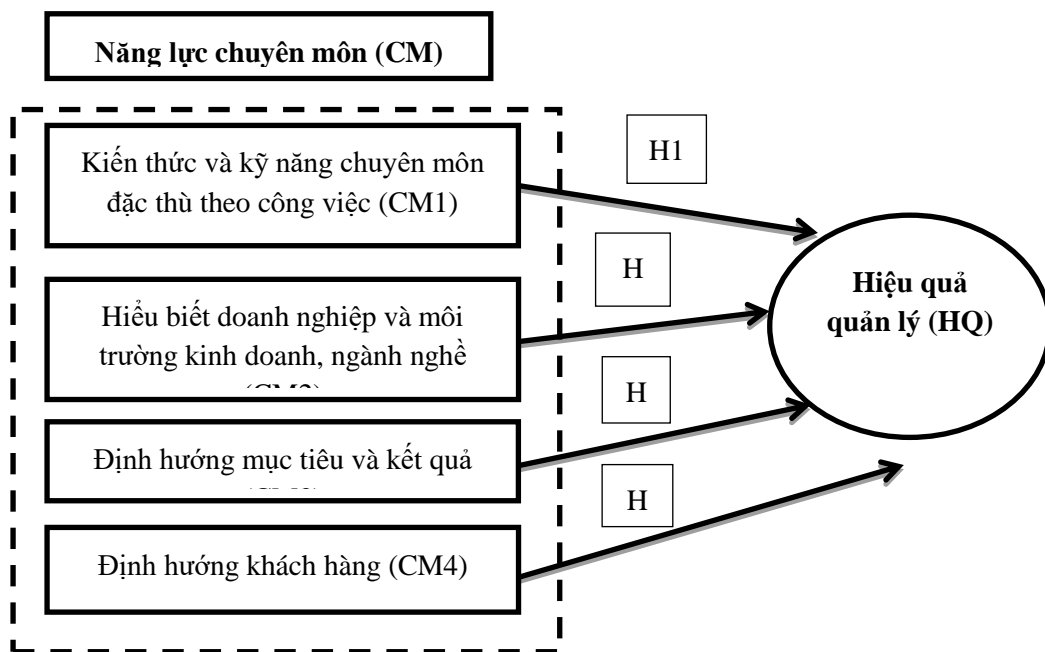 Năng lực chuyên môn (CM)
Kiến thức và kỹ năng chuyên môn
đặc thù theo công việc (CM1)
H1
Hiểu biết doanh nghiệp và môi
trường kinh doanh, ngành nghề
H
Hiệu quả
quản lý (HQ)
H
Định hướng mục tiêu và kết quả
H
Định hướng khách hàng (CM4)